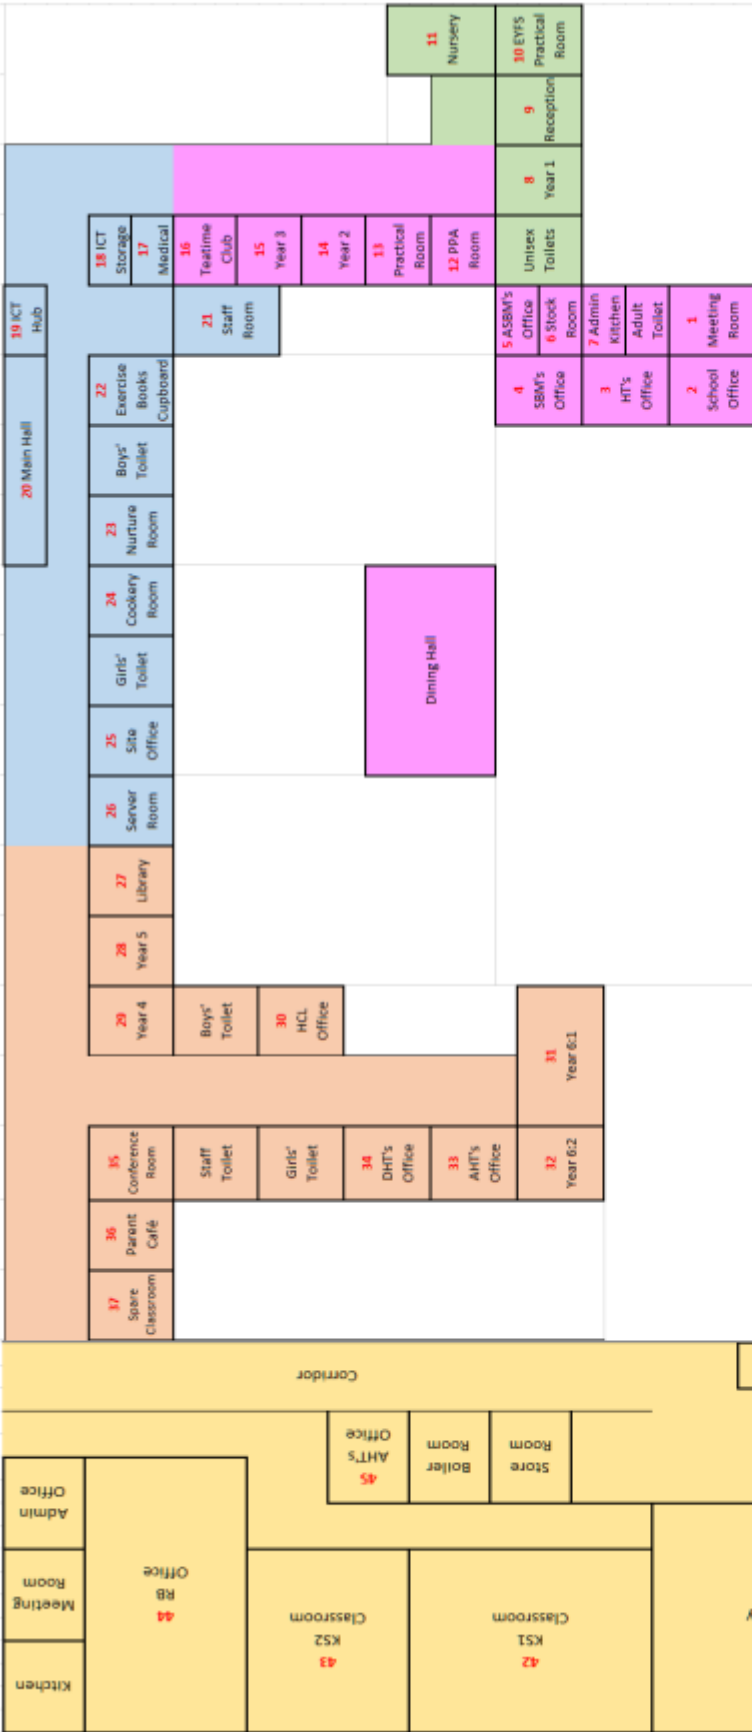 11
Nursery
10 EYFS
Practical
Room
9
Reception
8
Year 1
Unisex
Toilets
18 ICT
Storage
17
Medical
16
Teatime
Club
15
Year 3
14
Year 2
13
Practical
Room
12 PPA
Room
19 ICT
Hub
21
Staff
Room
5 ASBM's
Office
6 Stock
Room
7 Admin
Kitchen
Adult
Toilet
1
Meeting
Room
20 Main Hall
22
Exercise
Books
Cupboard
4
SBM's
Office
3
HT's
Office
2
School
Office
Boys'
Toilet
23
Nurture
Room
24
Cookery
Room
Girls'
Toilet
25
Site
Office
26
Server
Room
Dining Hall
27
Library
28
Year 5
29
Year 4
Boys'
Toilet
30
HCL
Office
31
Year 6:1
35
Conference
Room
Staff
Toilet
Girls'
Toilet
34
DHT's
Office
33
AHT's
Office
32
Year 6:2
36
Parent
Café
37
Spare
Classroom
Corridor
45
AHT's
Office
Boiler
Room
Store
Room
Admin
Office
Meeting
Room
Kitchen
44
RB
Office
43
KS2
Classroom
42
KS1
Classroom